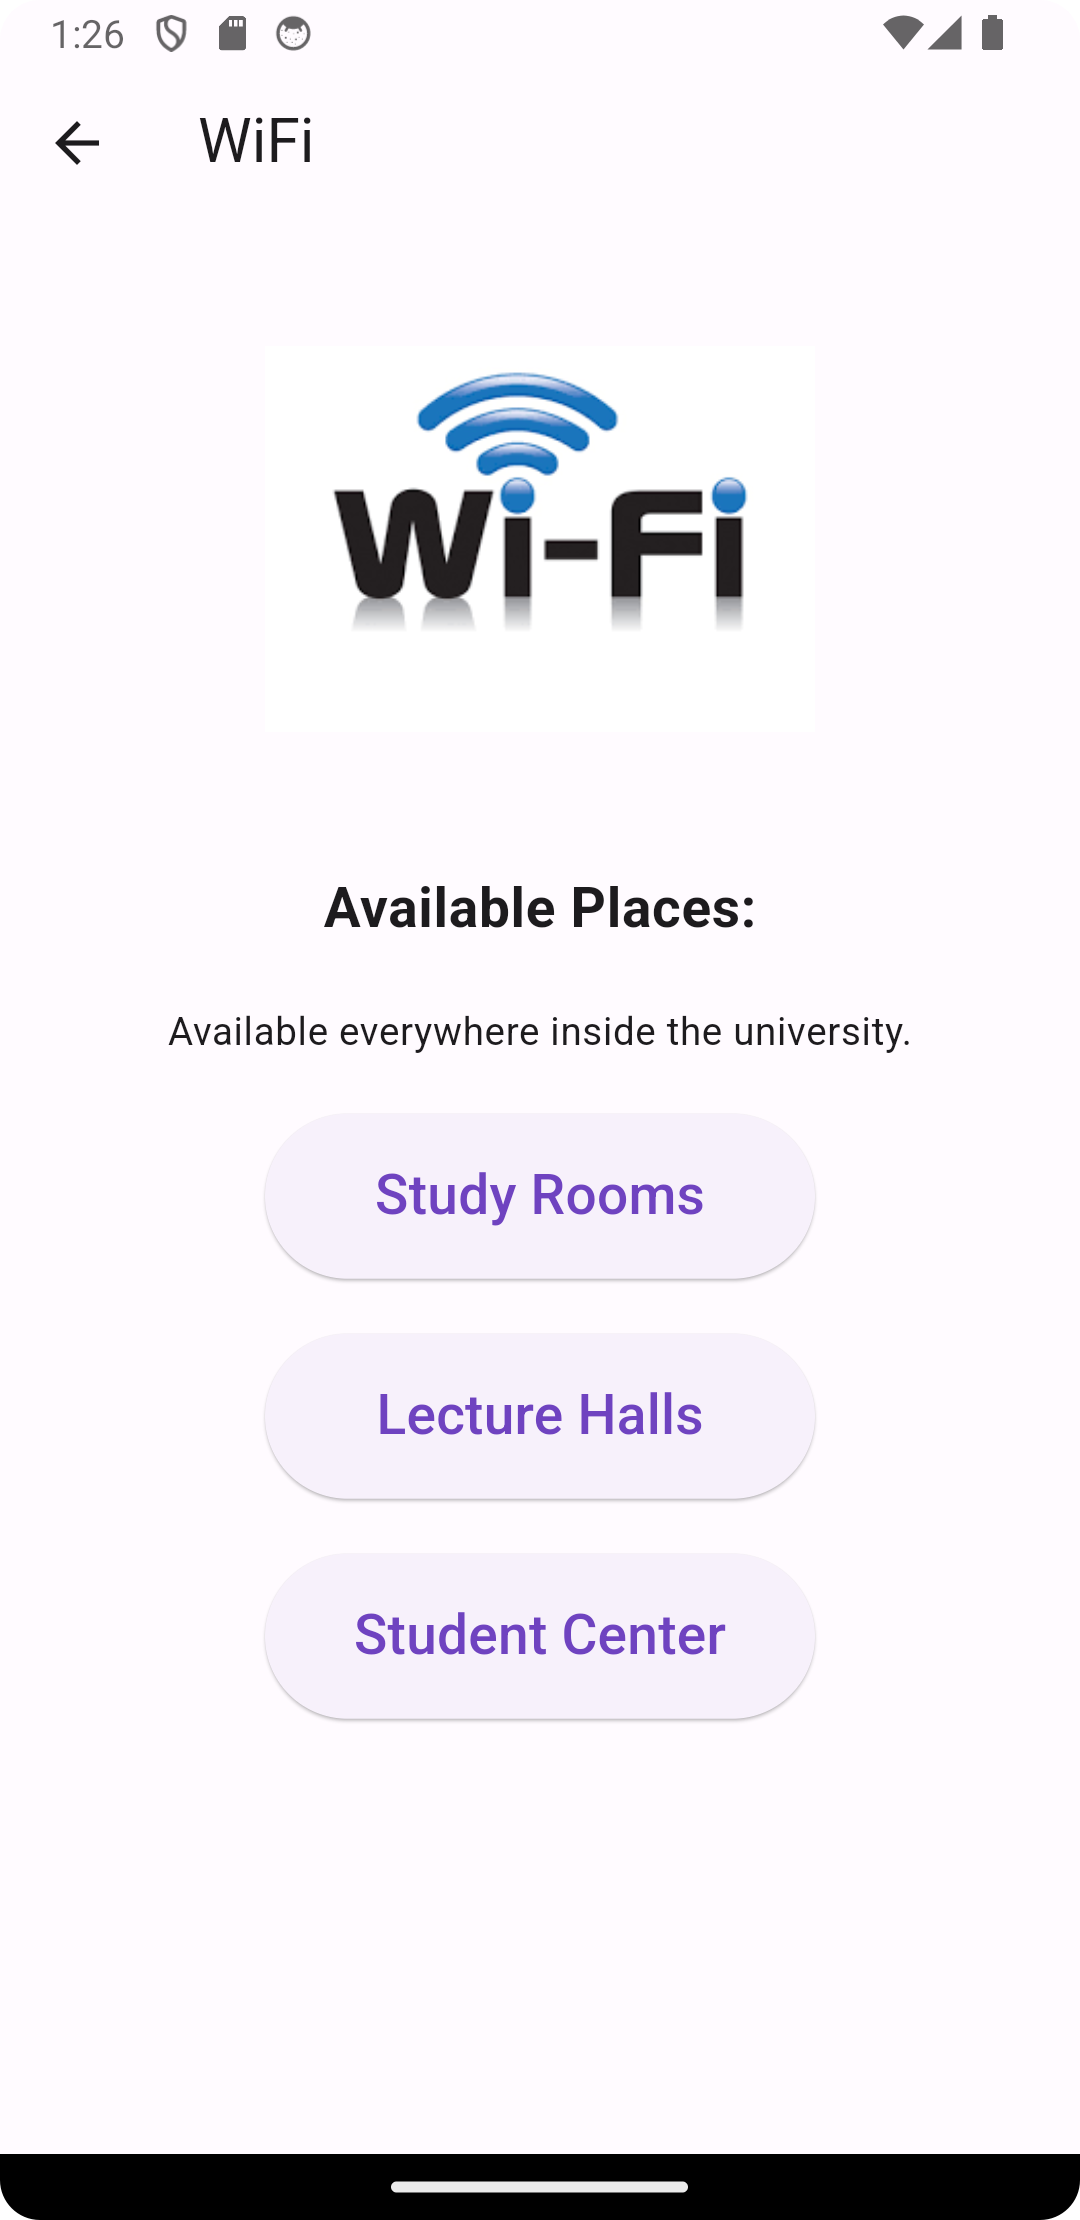 1:26
WiFi
Wi-Fi
Available Places:
Available everywhere inside the university.
Study Rooms
Lecture Halls
Student Center